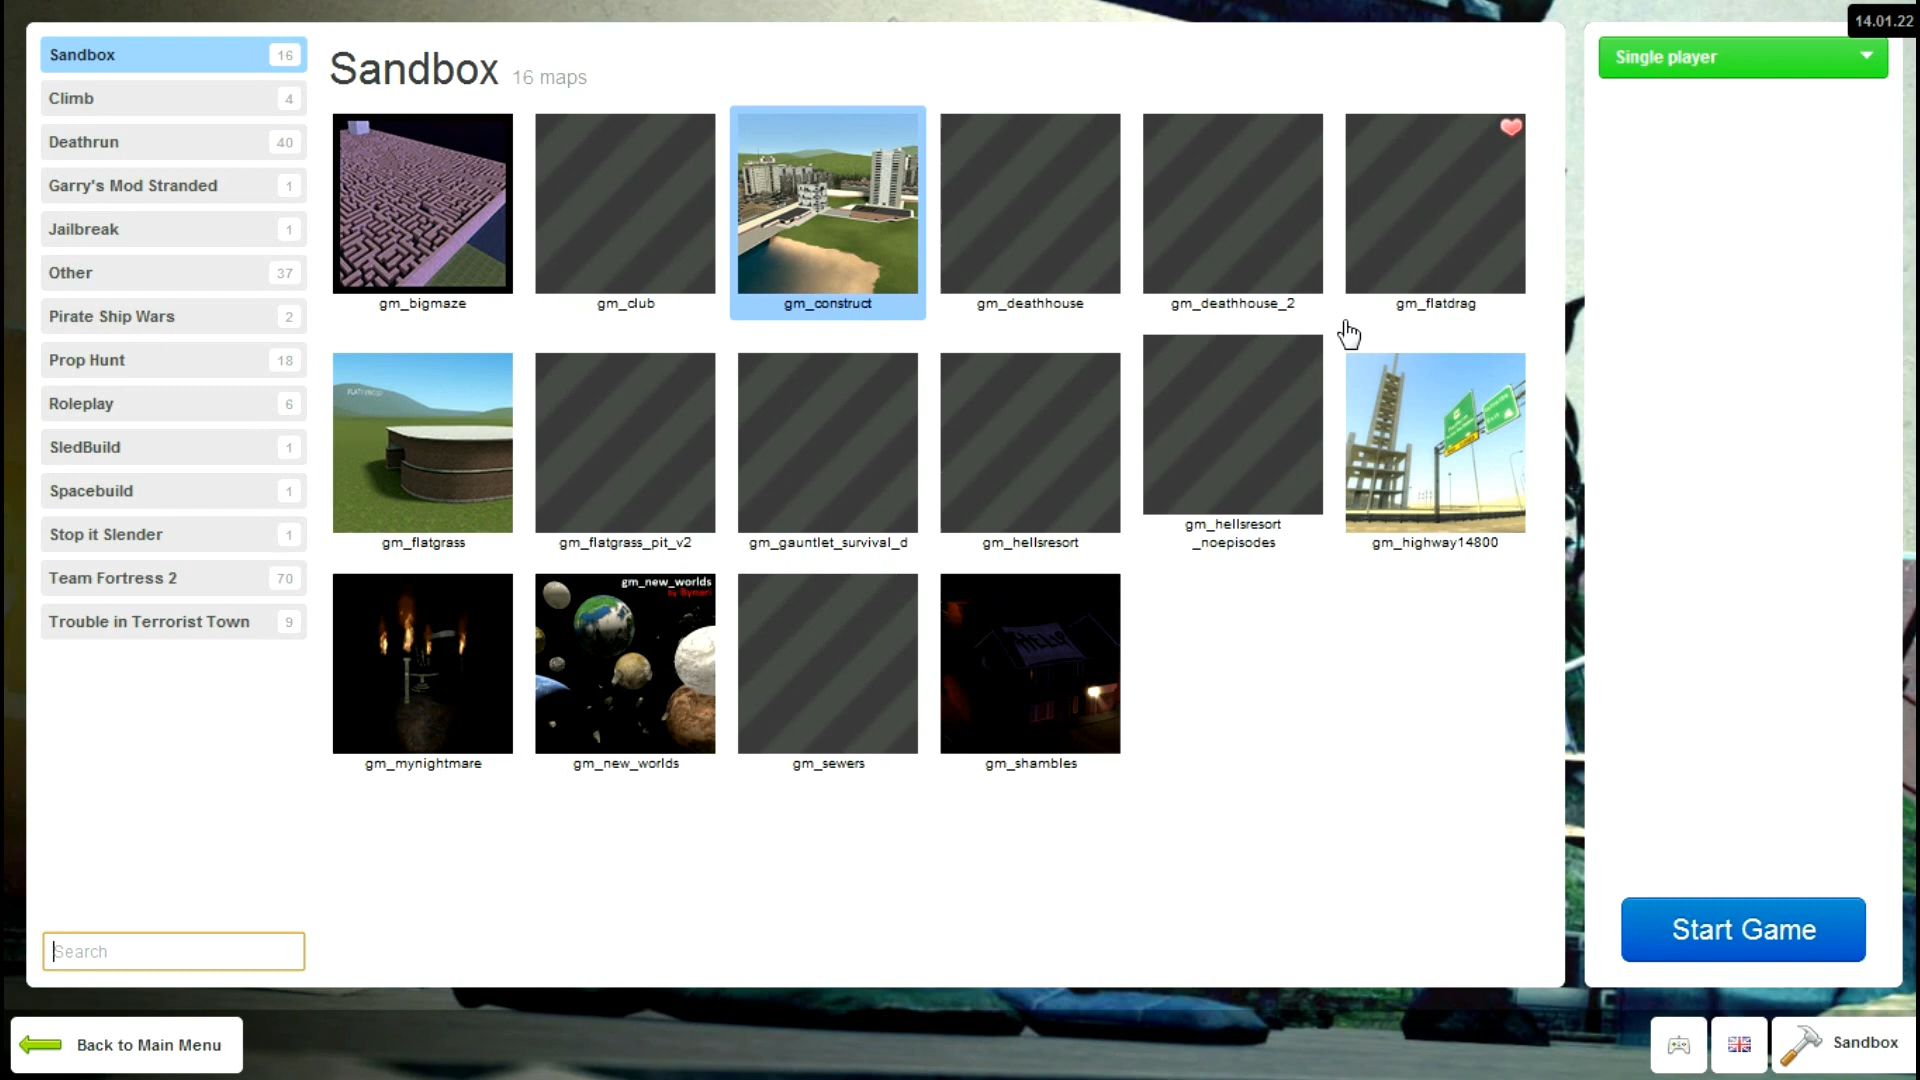 14.01.22
Sandbox 16
Climb 4
Deathrun 40
Garry's Mod Stranded 1
Jailbreak 1
Other 37
Pirate Ship Wars 2
Prop Hunt 18
Roleplay 6
SledBuild 1
Spacebuild 1
Stop it Slender 1
Team Fortress 2 70
Trouble in Terrorist Town 9
Search
Sandbox 16 maps
gm_bigmaze
gm_club
gm_construct
gm_deathhouse
gm_deathhouse_2
gm_flatdrag
gm_flatgrass
gm_flatgrass_pit_v2
gm_gauntlet_survival_d
gm_hellsresort
gm_hellsresort
_noepisodes
gm_highway14800
gm_new_worlds
HELP
gm_mynightmare
gm_new_worlds
gm_sewers
gm_shambles
Single player
Start Game
Back to Main Menu
Sandbox